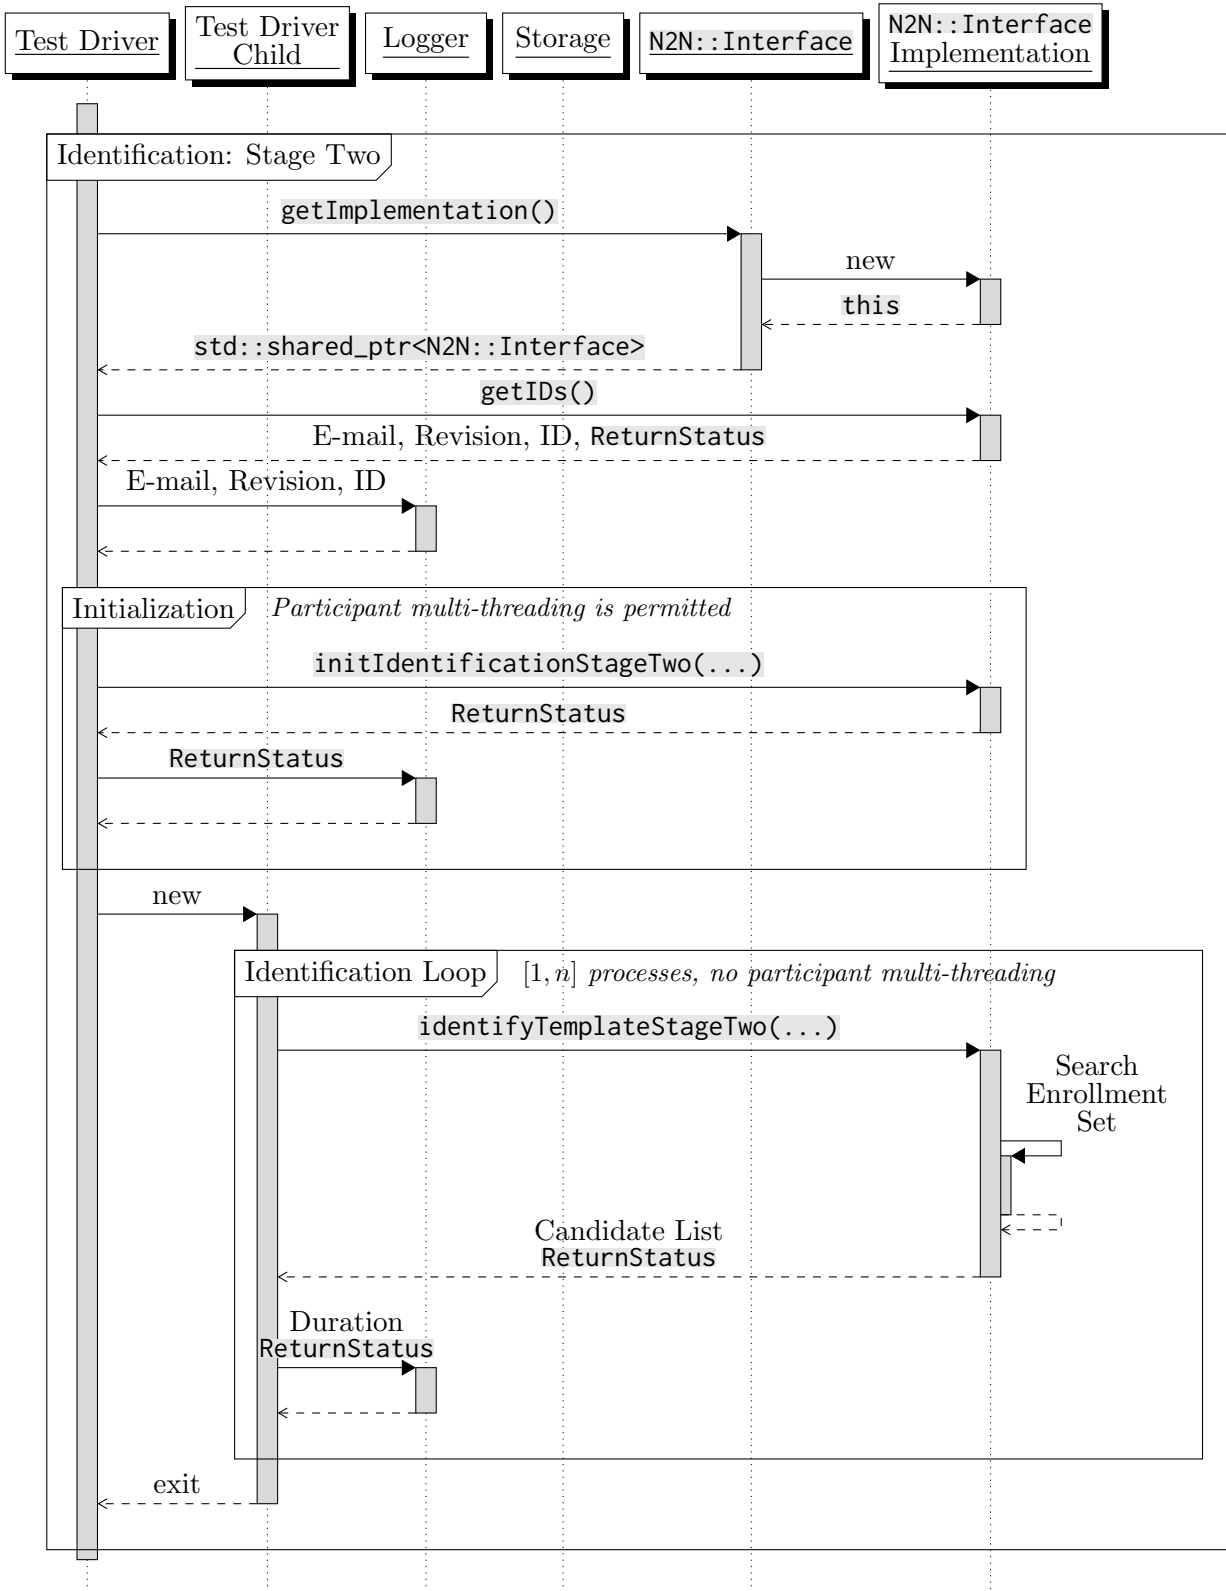 Test Driver
Test Driver
Child
Logger
Storage
N2N::Interface
N2N::Interface
Implementation
Identification: Stage Two
getImplementation()
new
this
std::shared_ptr<N2N::Interface>
getIDs()
E-mail, Revision, ID, ReturnStatus
E-mail, Revision, ID
Initialization
Participant multi-threading is permitted
initIdentificationStageTwo(...)
ReturnStatus
ReturnStatus
new
Identification Loop
[1, n] processes, no participant multi-threading
identifyTemplateStageTwo(...)
Search
Enrollment
Set
Candidate List
ReturnStatus
Duration
ReturnStatus
exit